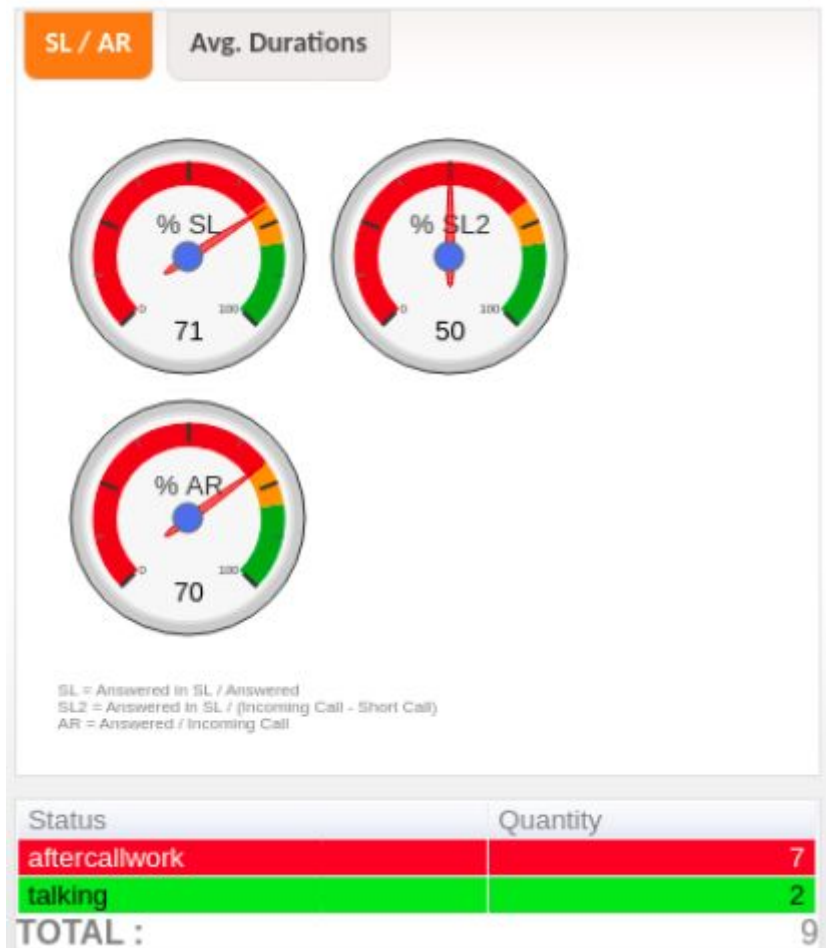 SL / AR
Avg. Durations
% SL
0
100
71
% SL2
0
100
50
% AR
0
100
70
SL = Answered in SL / Answered
SL2 = Answered in SL / (Incoming Call - Short Call)
AR = Answered / Incoming Call
Status Quantity
aftercallwork 7
talking 2
TOTAL : 9